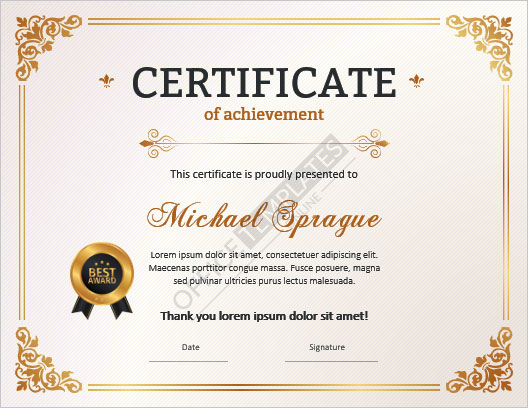 CERTIFICATE
of achievement
This certificate is proudly presented to
Michael Sprague
OFFICE TEMPLATES ONLINE
Lorem ipsum dolor sit amet, consectetuer adipiscing elit.
Maecenas porttitor congue massa. Fusce posuere, magna
sed pulvinar ultricies purus lectus malesuada.
BEST
AWARD
Thank you lorem ipsum dolor sit amet!
Date Signature